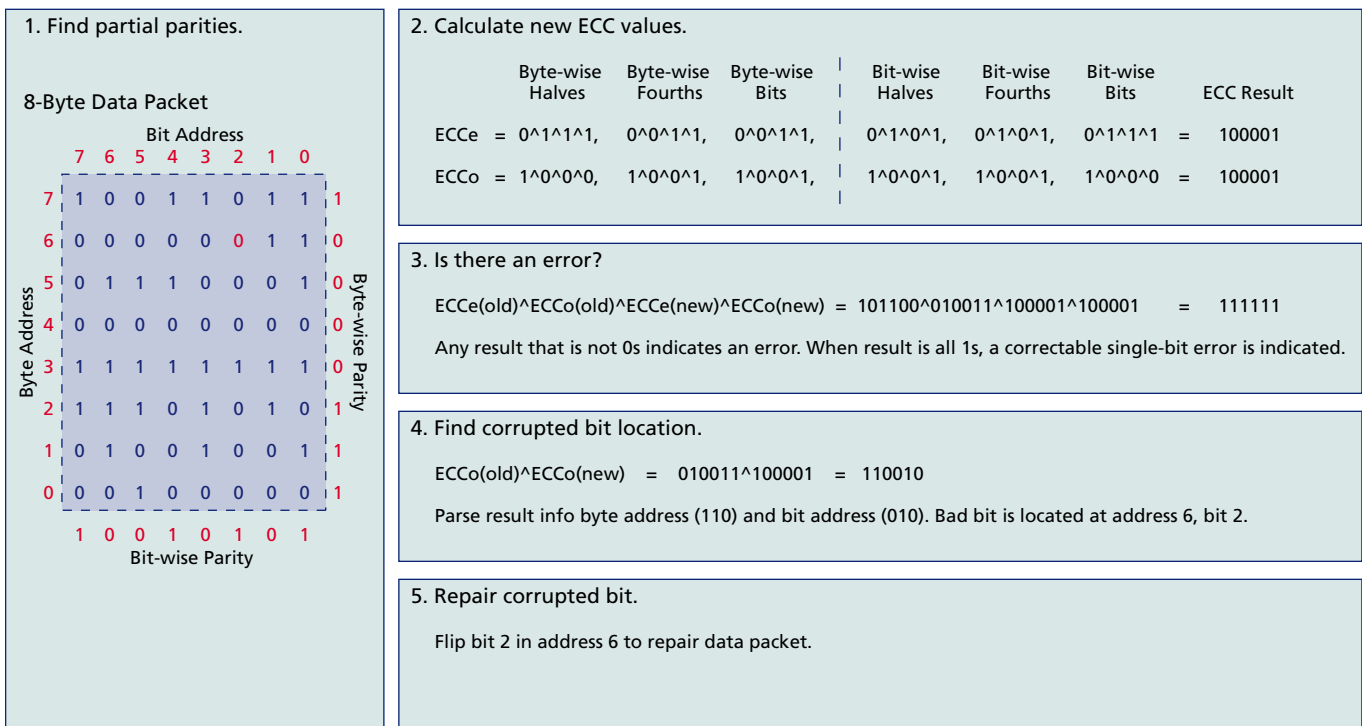 1. Find partial parities.
8-Byte Data Packet
Bit Address
7 6 5 4 3 2 1 0
7 1 0 0 1 1 0 1 1 1
6 0 0 0 0 0 0 1 1 0
5 0 1 1 1 0 0 0 1 0
4 0 0 0 0 0 0 0 0 0
3 1 1 1 1 1 1 1 1 0
2 1 1 1 0 1 0 1 0 1
1 0 1 0 0 1 0 0 1 1
0 0 0 1 0 0 0 0 0 1
1 0 0 1 0 1 0 1
Byte Address
Byte-wise Parity
Bit-wise Parity
2. Calculate new ECC values.
Byte-wise Byte-wise Byte-wise Bit-wise Bit-wise Bit-wise
Halves Fourths Bits Halves Fourths Bits ECC Result
ECCe = 0^1^1^1, 0^0^1^1, 0^0^1^1, 0^1^0^1, 0^1^0^1, 0^1^1^1 = 100001
ECCo = 1^0^0^0, 1^0^0^1, 1^0^0^1, 1^0^0^1, 1^0^0^1, 1^0^0^0 = 100001
3. Is there an error?
ECCe(old)^ECCo(old)^ECCe(new)^ECCo(new) = 101100^010011^100001^100001 = 111111
Any result that is not 0s indicates an error. When result is all 1s, a correctable single-bit error is indicated.
4. Find corrupted bit location.
ECCo(old)^ECCo(new) = 010011^100001 = 110010
Parse result info byte address (110) and bit address (010). Bad bit is located at address 6, bit 2.
5. Repair corrupted bit.
Flip bit 2 in address 6 to repair data packet.